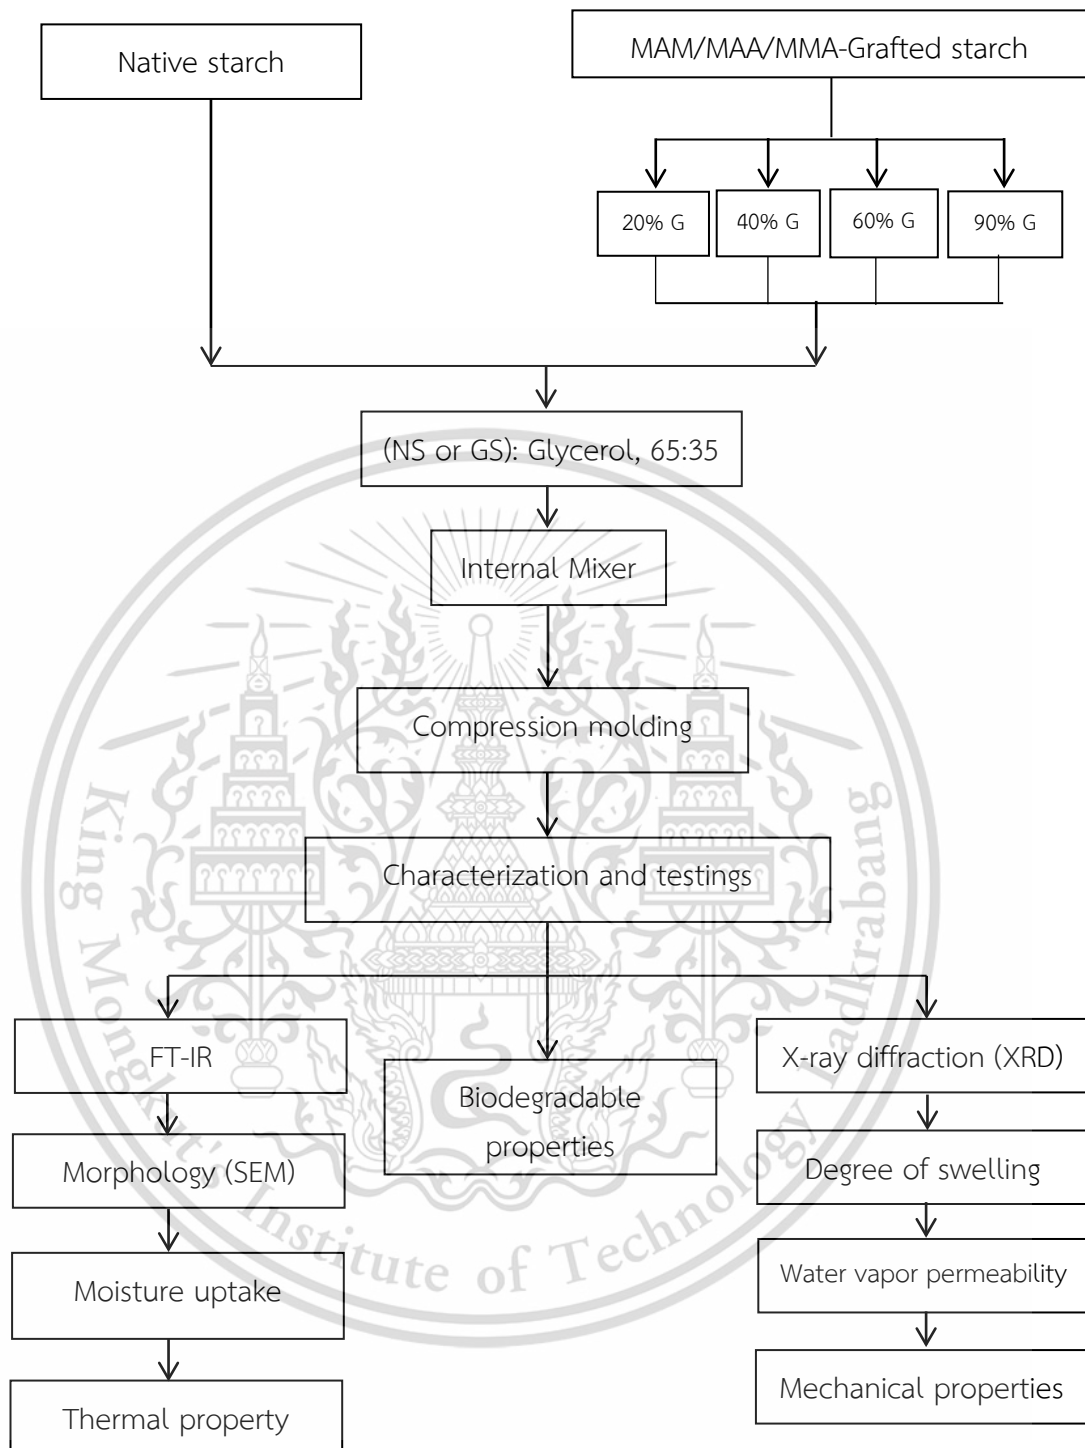 Native starch
MAM/MAA/MMA-Grafted starch
20% G
40% G
60% G
90% G
(NS or GS): Glycerol, 65:35
Internal Mixer
Compression molding
Characterization and testings
FT-IR
Biodegradable
properties
X-ray diffraction (XRD)
Morphology (SEM)
Degree of swelling
Moisture uptake
Water vapor permeability
Thermal property
Mechanical properties
King Mongkut's Institute of Technology Ladkrabang